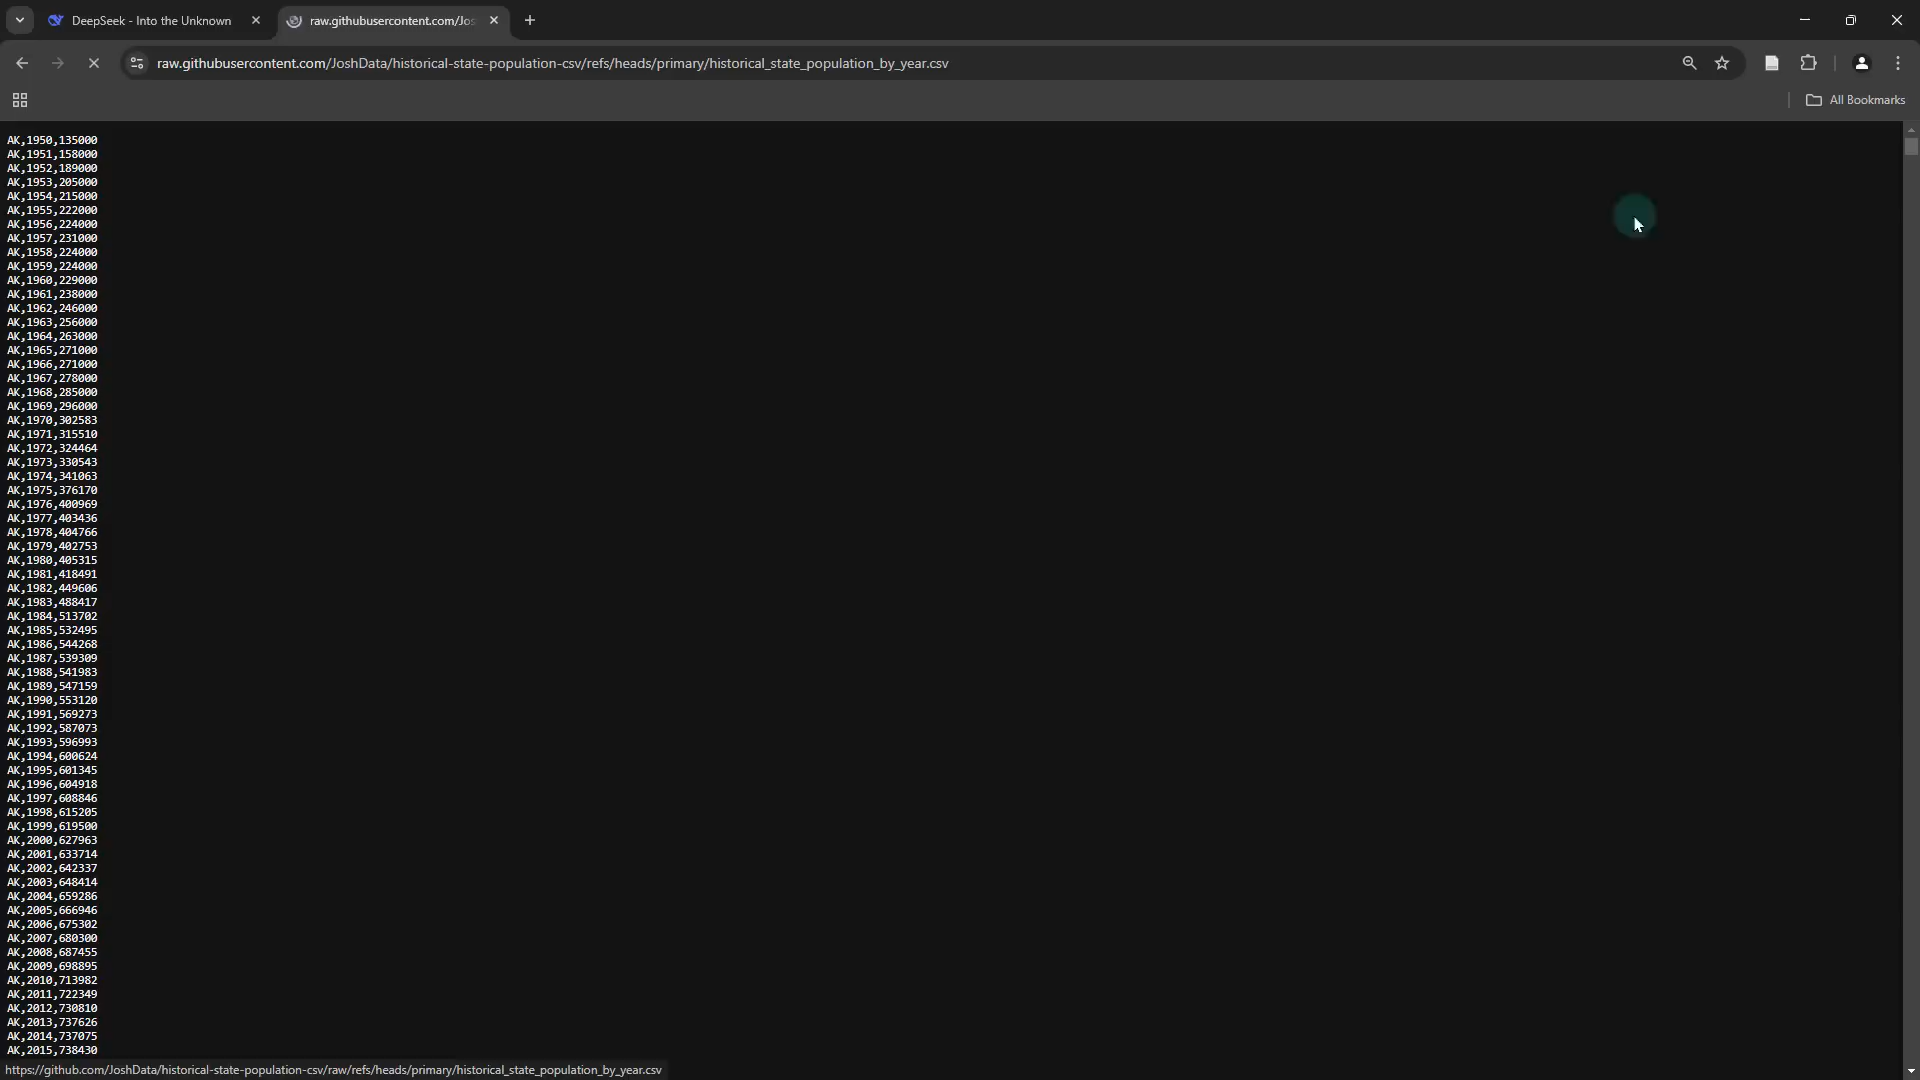 DeepSeek - Into the Unknown
raw.githubusercontent.com/Jos
raw.githubusercontent.com/JoshData/historical-state-population-csv/refs/heads/primary/historical_state_population_by_year.csv
All Bookmarks
AK,1950,135000
AK,1951,158000
AK,1952,189000
AK,1953,205000
AK,1954,215000
AK,1955,222000
AK,1956,224000
AK,1957,231000
AK,1958,224000
AK,1959,224000
AK,1960,229000
AK,1961,238000
AK,1962,246000
AK,1963,256000
AK,1964,263000
AK,1965,271000
AK,1966,271000
AK,1967,278000
AK,1968,285000
AK,1969,296000
AK,1970,302583
AK,1971,315510
AK,1972,324464
AK,1973,330543
AK,1974,341063
AK,1975,376170
AK,1976,400969
AK,1977,403436
AK,1978,404766
AK,1979,402753
AK,1980,405315
AK,1981,418491
AK,1982,449606
AK,1983,488417
AK,1984,513702
AK,1985,532495
AK,1986,544268
AK,1987,539309
AK,1988,541983
AK,1989,547159
AK,1990,553120
AK,1991,569273
AK,1992,587073
AK,1993,596993
AK,1994,600624
AK,1995,601345
AK,1996,604918
AK,1997,608846
AK,1998,615205
AK,1999,619500
AK,2000,627963
AK,2001,633714
AK,2002,642337
AK,2003,648414
AK,2004,659286
AK,2005,666946
AK,2006,675302
AK,2007,680300
AK,2008,687455
AK,2009,698895
AK,2010,713982
AK,2011,722349
AK,2012,730810
AK,2013,737626
AK,2014,737075
AK,2015,738430
https://github.com/JoshData/historical-state-population-csv/raw/refs/heads/primary/historical_state_population_by_year.csv